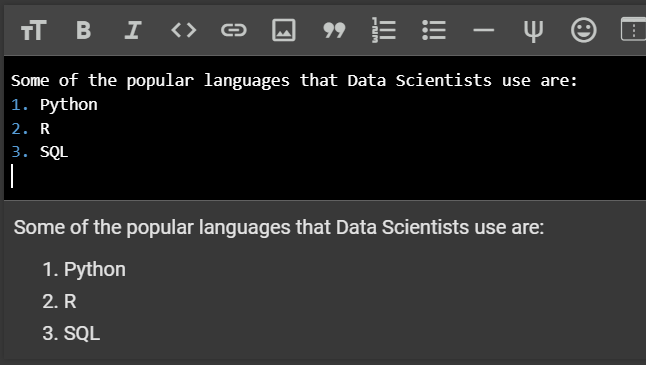 TT B I <> Ψ
Some of the popular languages that Data Scientists use are:
1. Python
2. R
3. SQL
Some of the popular languages that Data Scientists use are:
1. Python
2. R
3. SQL